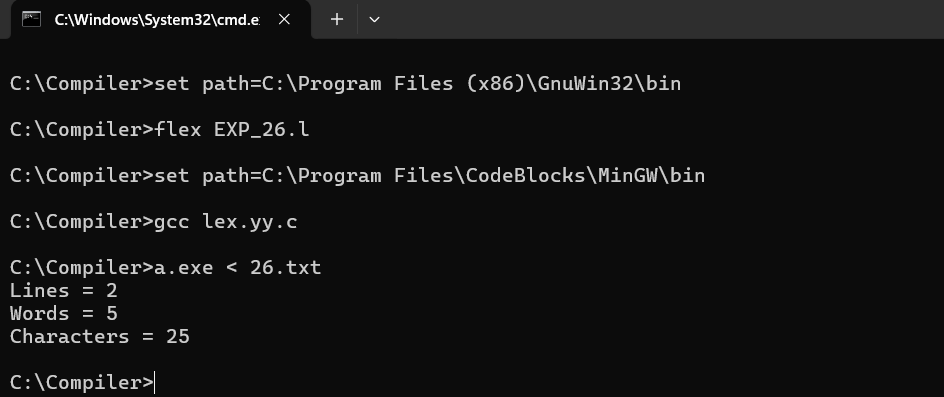 C:\Windows\System32\cmd.e
C:\Compiler>set path=C:\Program Files (x86)\GnuWin32\bin
C:\Compiler>flex EXP_26.l
C:\Compiler>set path=C:\Program Files\CodeBlocks\MinGW\bin
C:\Compiler>gcc lex.yy.c
C:\Compiler>a.exe < 26.txt
Lines = 2
Words = 5
Characters = 25
C:\Compiler>